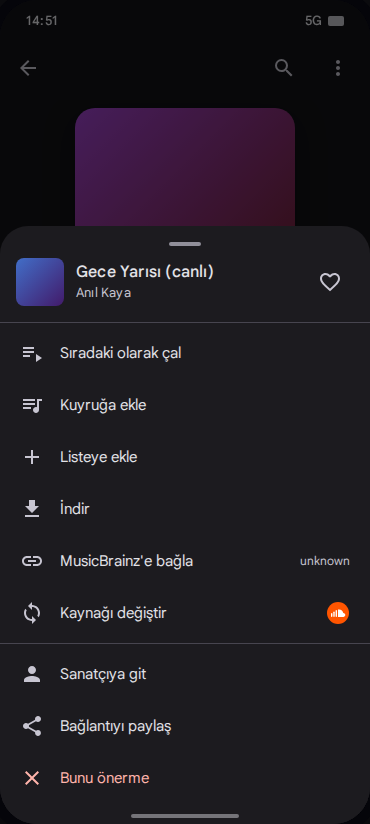 14:51
5G
Gece Yarısı (canlı)
Anıl Kaya
Sıradaki olarak çal
Kuyruğa ekle
Listeye ekle
İndir
MusicBrainz'e bağla
unknown
Kaynağı değiştir
Sanatçıya git
Bağlantıyı paylaş
Bunu önerme